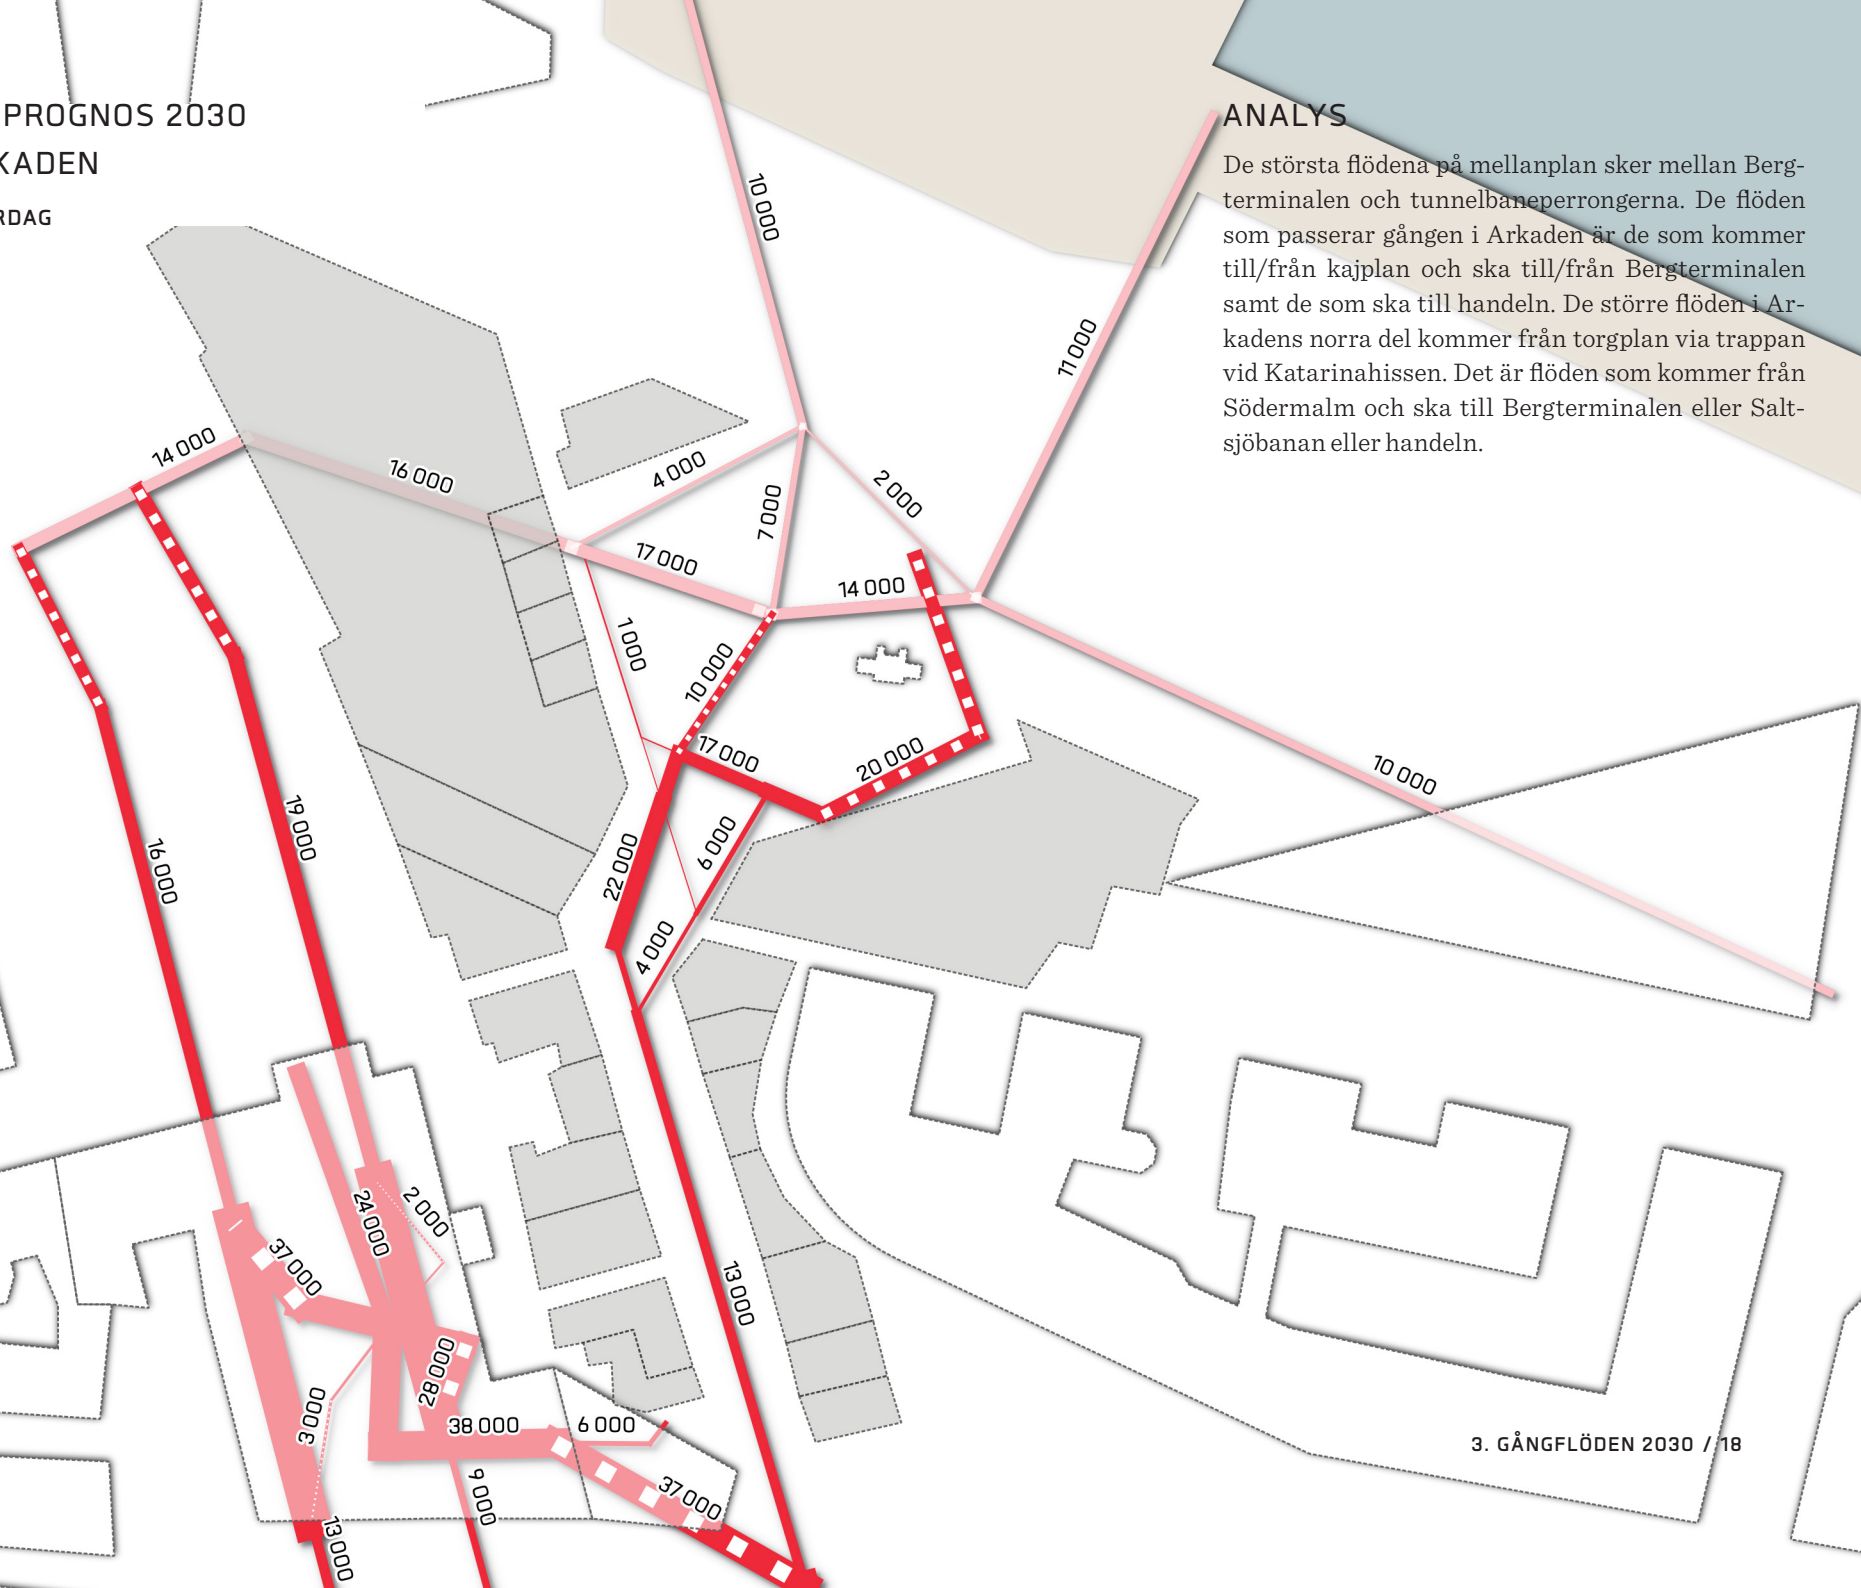 PROGNOS 2030
KADEN
RDAG
ANALYS
De största flödena på mellanplan sker mellan Berg-
terminalen och tunnelbaneperrongerna. De flöden
som passerar gången i Arkaden är de som kommer
till/från kajplan och ska till/från Bergterminalen
samt de som ska till handeln. De större flöden i Ar-
kadens norra del kommer från torgplan via trappan
vid Katarinahissen. Det är flöden som kommer från
Södermalm och ska till Bergterminalen eller Salt-
sjöbanan eller handeln.
10 000
11 000
14 000
16 000
4 000
7 000
2 000
17 000
14 000
1 000
10 000
17 000
20 000
10 000
19 000
16 000
22 000
6 000
4 000
24 000
2 000
37 000
13 000
28 000
3 000
38 000
6 000
9 000
37 000
13 000
3. GÅNGFLÖDEN 2030 / 18